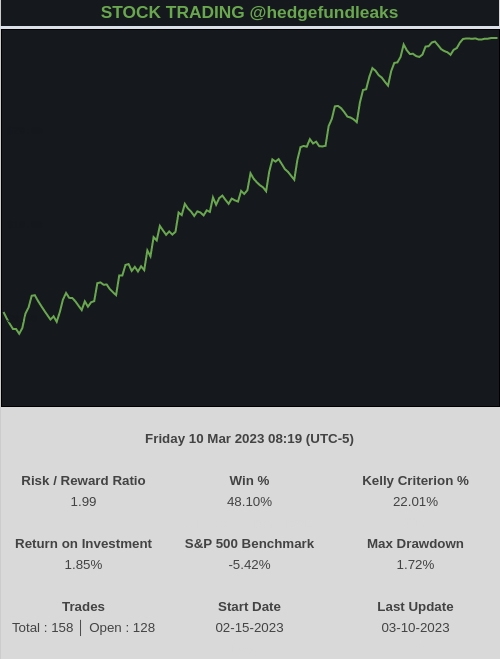 STOCK TRADING @hedgefundleaks
Friday 10 Mar 2023 08:19 (UTC-5)
Risk / Reward Ratio Win % Kelly Criterion %
1.99 48.10% 22.01%
Return on Investment S&P 500 Benchmark Max Drawdown
1.85% -5.42% 1.72%
Trades Start Date Last Update
Total : 158 │ Open : 128 02-15-2023 03-10-2023